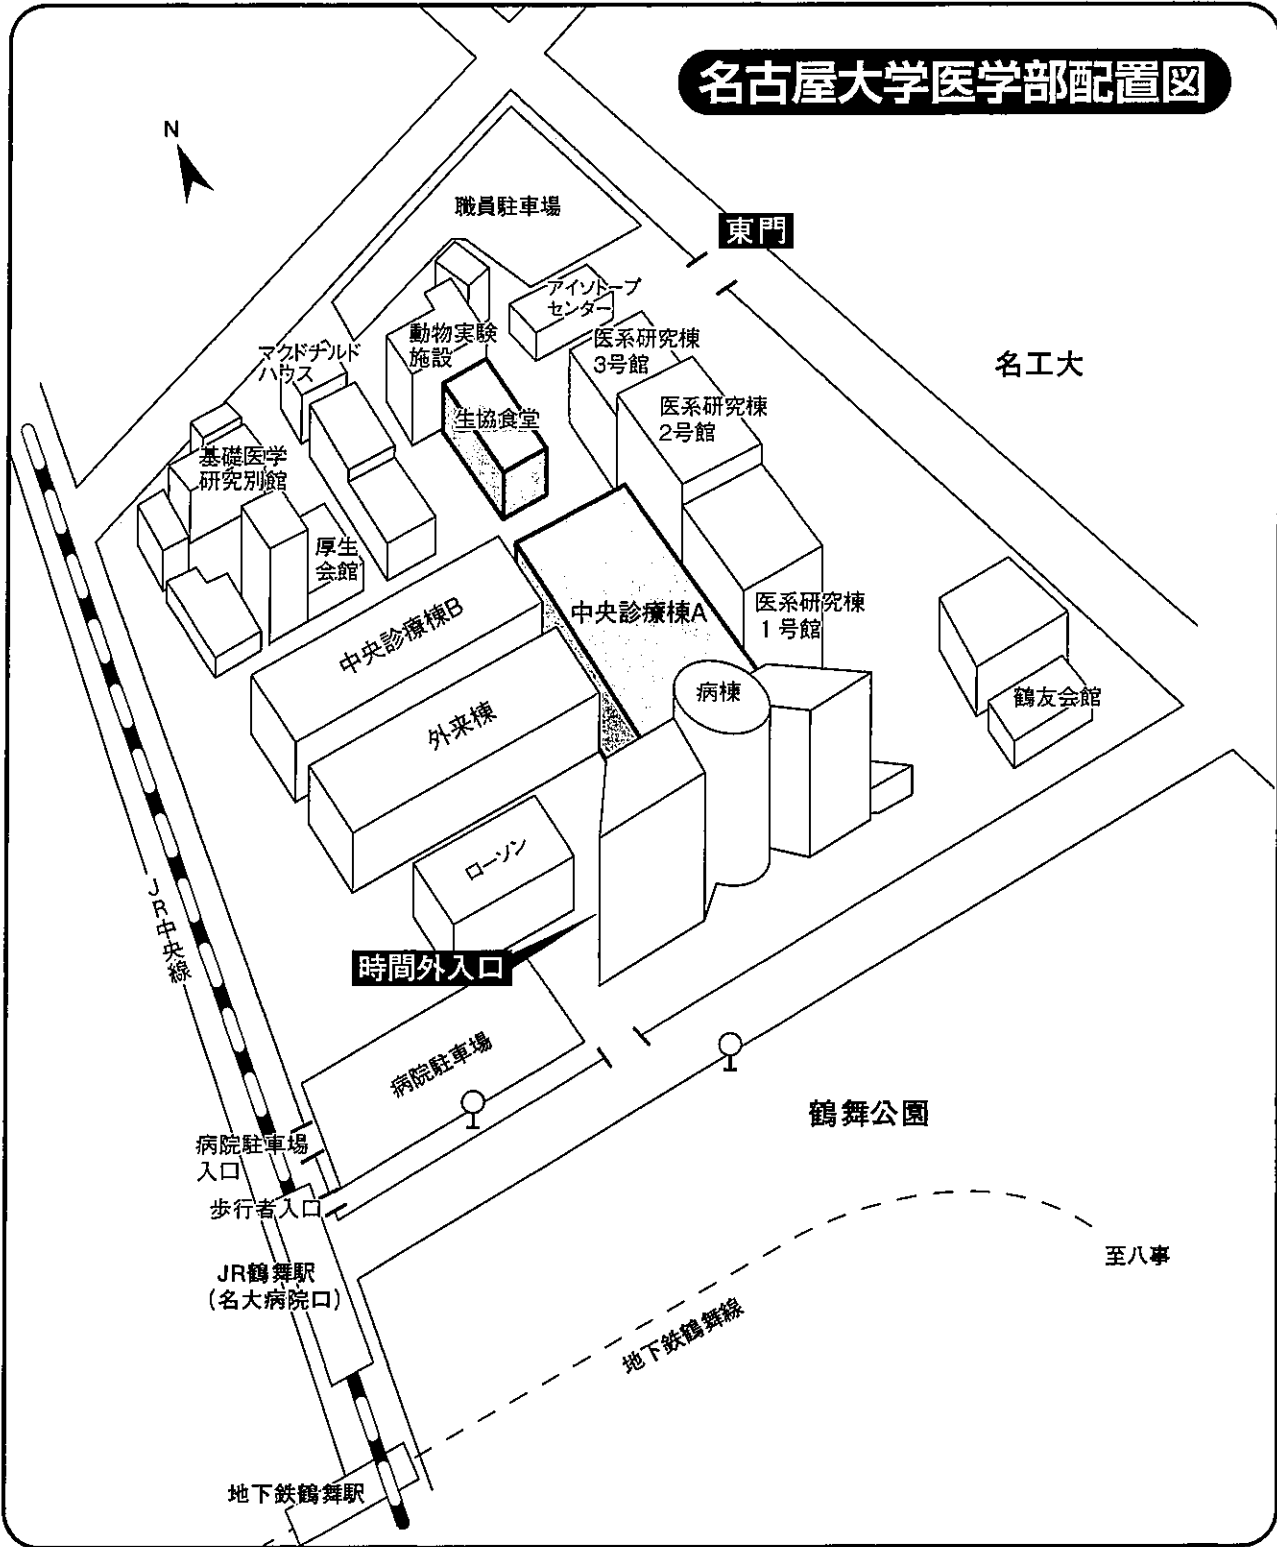 名古屋大学医学部配置図
N
職員駐車場
東門
アイソトープ
センター
動物実験
施設
医系研究棟
3号館
マクドナルド
ハウス
名工大
医系研究棟
2号館
生協食堂
基礎医学
研究別館
厚生
会館
中央診療棟B
中央診療棟A
医系研究棟
1号館
病棟
鶴友会館
外来棟
ローソン
JR中央線
時間外入口
病院駐車場
鶴舞公園
病院駐車場
入口
歩行者入口
至八事
JR鶴舞駅
(名大病院口)
地下鉄鶴舞線
地下鉄鶴舞駅